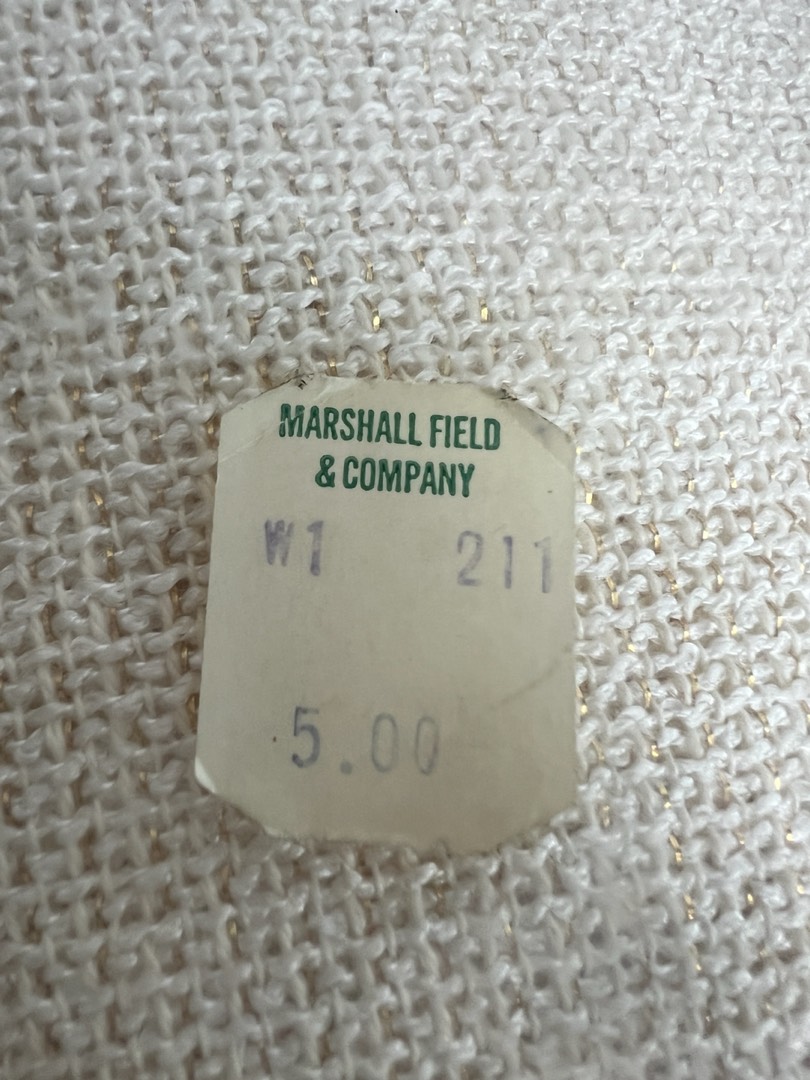 MARSHALL FIELD
& COMPANY
W1 211
5.00